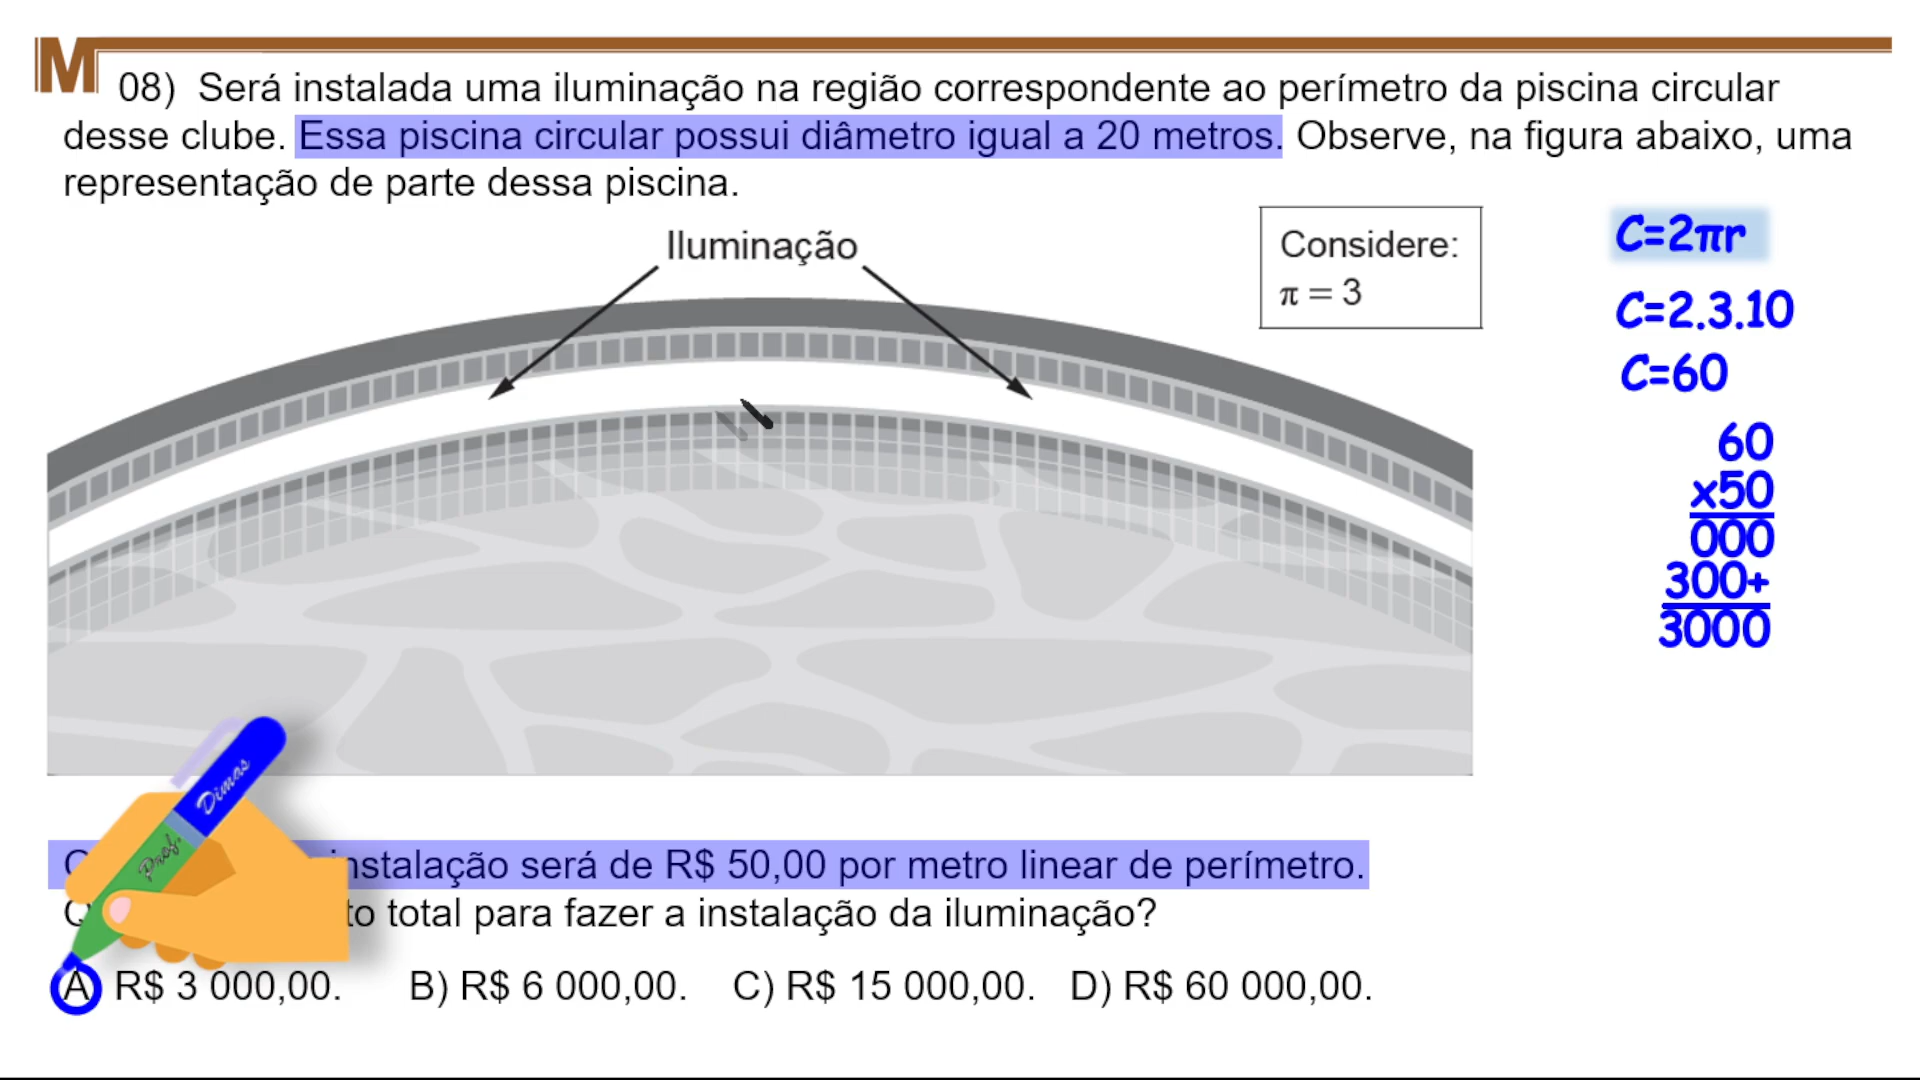 M
08) Será instalada uma iluminação na região correspondente ao perímetro da piscina circular
desse clube. Essa piscina circular possui diâmetro igual a 20 metros. Observe, na figura abaixo, uma
representação de parte dessa piscina.
Iluminação
Considere:
π = 3
C=2πr
C=2.3.10
C=60
60
x50
000
300+
3000
Prof. Dimos
instalação será de R$ 50,00 por metro linear de perímetro.
total para fazer a instalação da iluminação?
A) R$ 3 000,00. B) R$ 6 000,00. C) R$ 15 000,00. D) R$ 60 000,00.